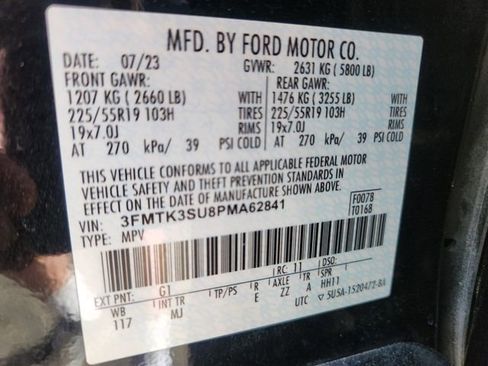 MFD. BY FORD MOTOR CO.
DATE: 07/23 GVWR: 2631 KG ( 5800 LB)
FRONT GAWR: REAR GAWR:
1207 KG ( 2660 LB) WITH 1476 KG ( 3255 LB) WITH
225/55R19 103H TIRES 225/55R19 103H TIRES
19x7.0J RIMS 19x7.0J RIMS
AT 270 kPa/ 39 PSI COLD AT 270 kPa/ 39 PSI COLD
THIS VEHICLE CONFORMS TO ALL APPLICABLE FEDERAL MOTOR
VEHICLE SAFETY AND THEFT PREVENTION STANDARDS IN
EFFECT ON THE DATE OF MANUFACTURE SHOWN ABOVE.
VIN: 3FMTK3SU8PMA62841 F0078
TYPE: MPV T0168
EXT PNT: G1 RC: 11 DSO:
WB INT TR TP/PS R AXLE TR SPR
117 MJ E ZZ A HH11
UTC 5U5A-1520472-BA